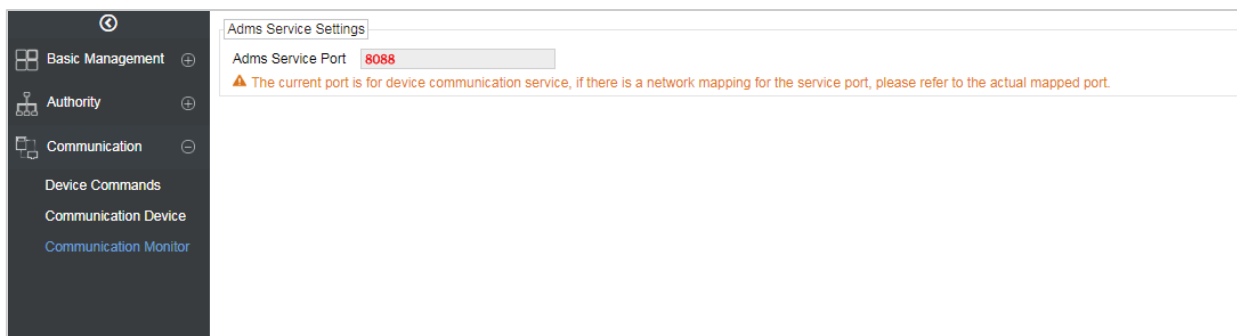 Basic Management
Authority
Communication
Device Commands
Communication Device
Communication Monitor
Adms Service Settings
Adms Service Port 8088
The current port is for device communication service, if there is a network mapping for the service port, please refer to the actual mapped port.